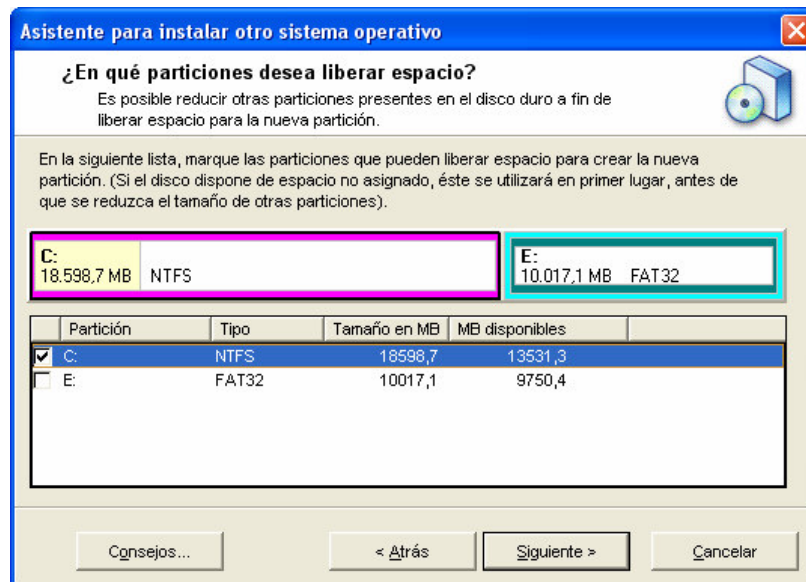 Asistente para instalar otro sistema operativo
¿En qué particiones desea liberar espacio?
Es posible reducir otras particiones presentes en el disco duro a fin de
liberar espacio para la nueva partición.
En la siguiente lista, marque las particiones que pueden liberar espacio para crear la nueva
partición. (Si el disco dispone de espacio no asignado, éste se utilizará en primer lugar, antes de
que se reduzca el tamaño de otras particiones).
C:
18.598,7 MB NTFS
E:
10.017,1 MB FAT32
Partición Tipo Tamaño en MB MB disponibles
C: NTFS 18598,7 13531,3
E: FAT32 10017,1 9750,4
Consejos... < Atrás Siguiente > Cancelar